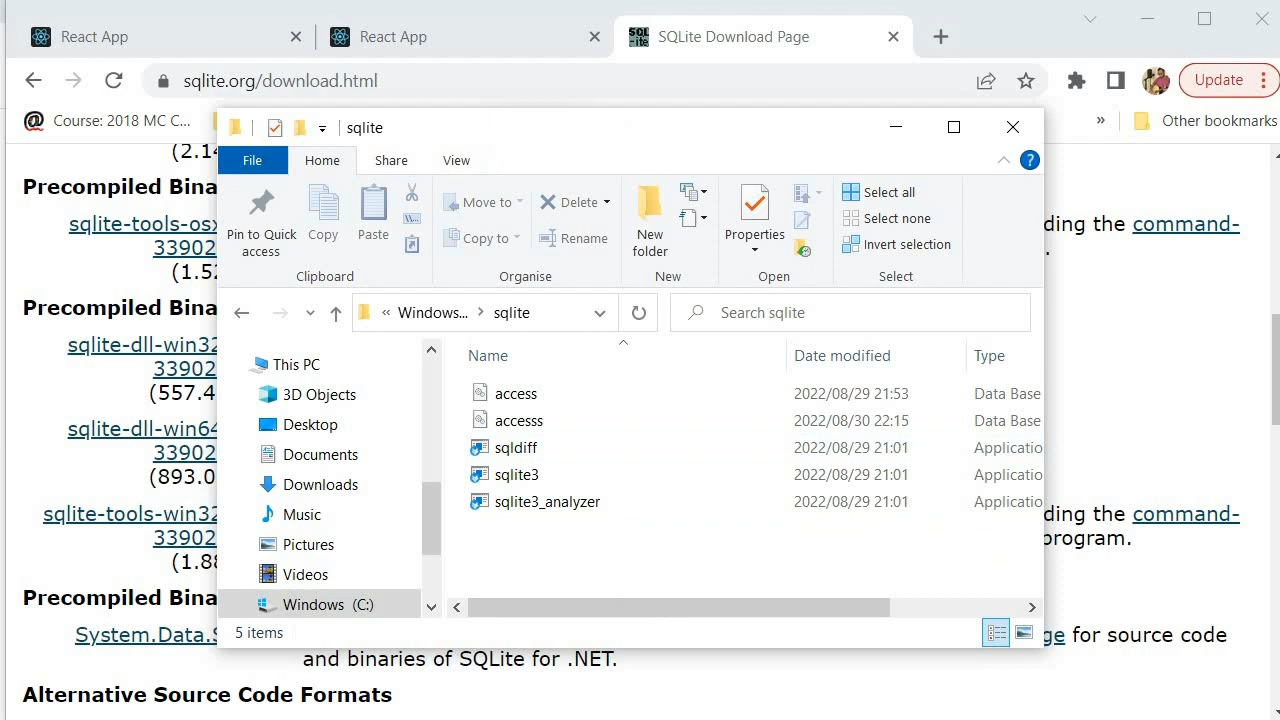 React App
React App
SQLite Download Page
sqlite.org/download.html
Update
Course: 2018 MC C...
»
Other bookmarks
sqlite
File
Home
Share
View
Pin to Quick access
Copy
Paste
Clipboard
Move to
Copy to
Delete
Rename
Organise
New folder
New
Properties
Open
Select all
Select none
Invert selection
Select
« Windows... > sqlite
Search sqlite
This PC
3D Objects
Desktop
Documents
Downloads
Music
Pictures
Videos
Windows (C:)
Name Date modified Type
access 2022/08/29 21:53 Data Base
accesss 2022/08/30 22:15 Data Base
sqldiff 2022/08/29 21:01 Applicatio
sqlite3 2022/08/29 21:01 Applicatio
sqlite3_analyzer 2022/08/29 21:01 Applicatio
5 items
(2.14
Precompiled Bina
sqlite-tools-osx
ding the command-
33902
(1.52
Precompiled Bina
sqlite-dll-win32
33902
(557.4
sqlite-dll-win64
33902
(893.0
sqlite-tools-win32
ding the command-
33902
program.
(1.88
Precompiled Bina
System.Data.S
ge for source code
and binaries of SQLite for .NET.
Alternative Source Code Formats